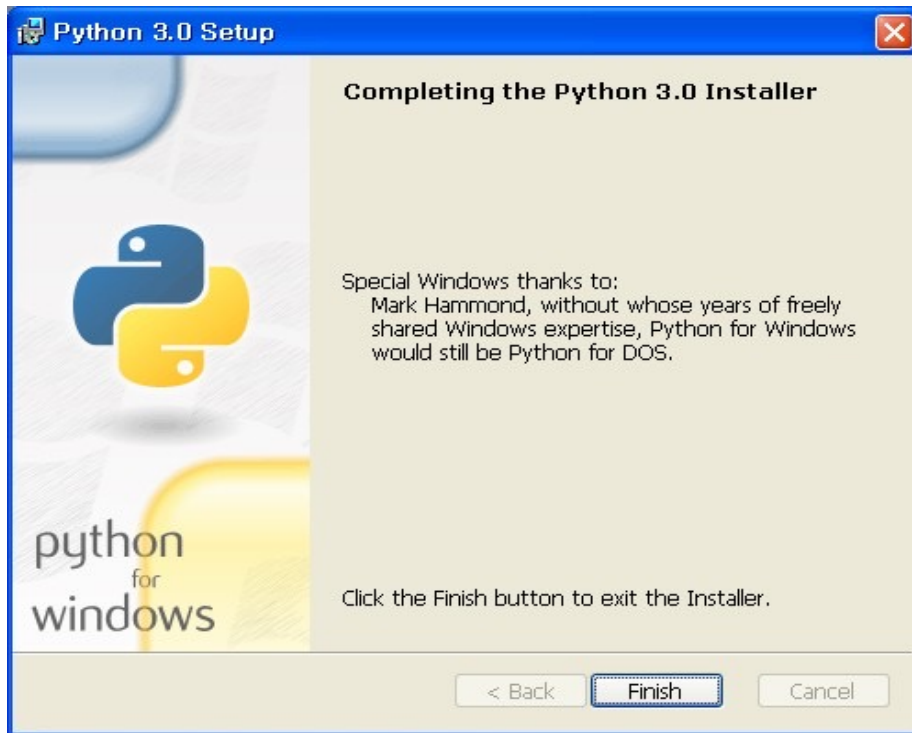 Python 3.0 Setup
Completing the Python 3.0 Installer
Special Windows thanks to:
Mark Hammond, without whose years of freely
shared Windows expertise, Python for Windows
would still be Python for DOS.
python
for
windows
Click the Finish button to exit the Installer.
< Back
Finish
Cancel